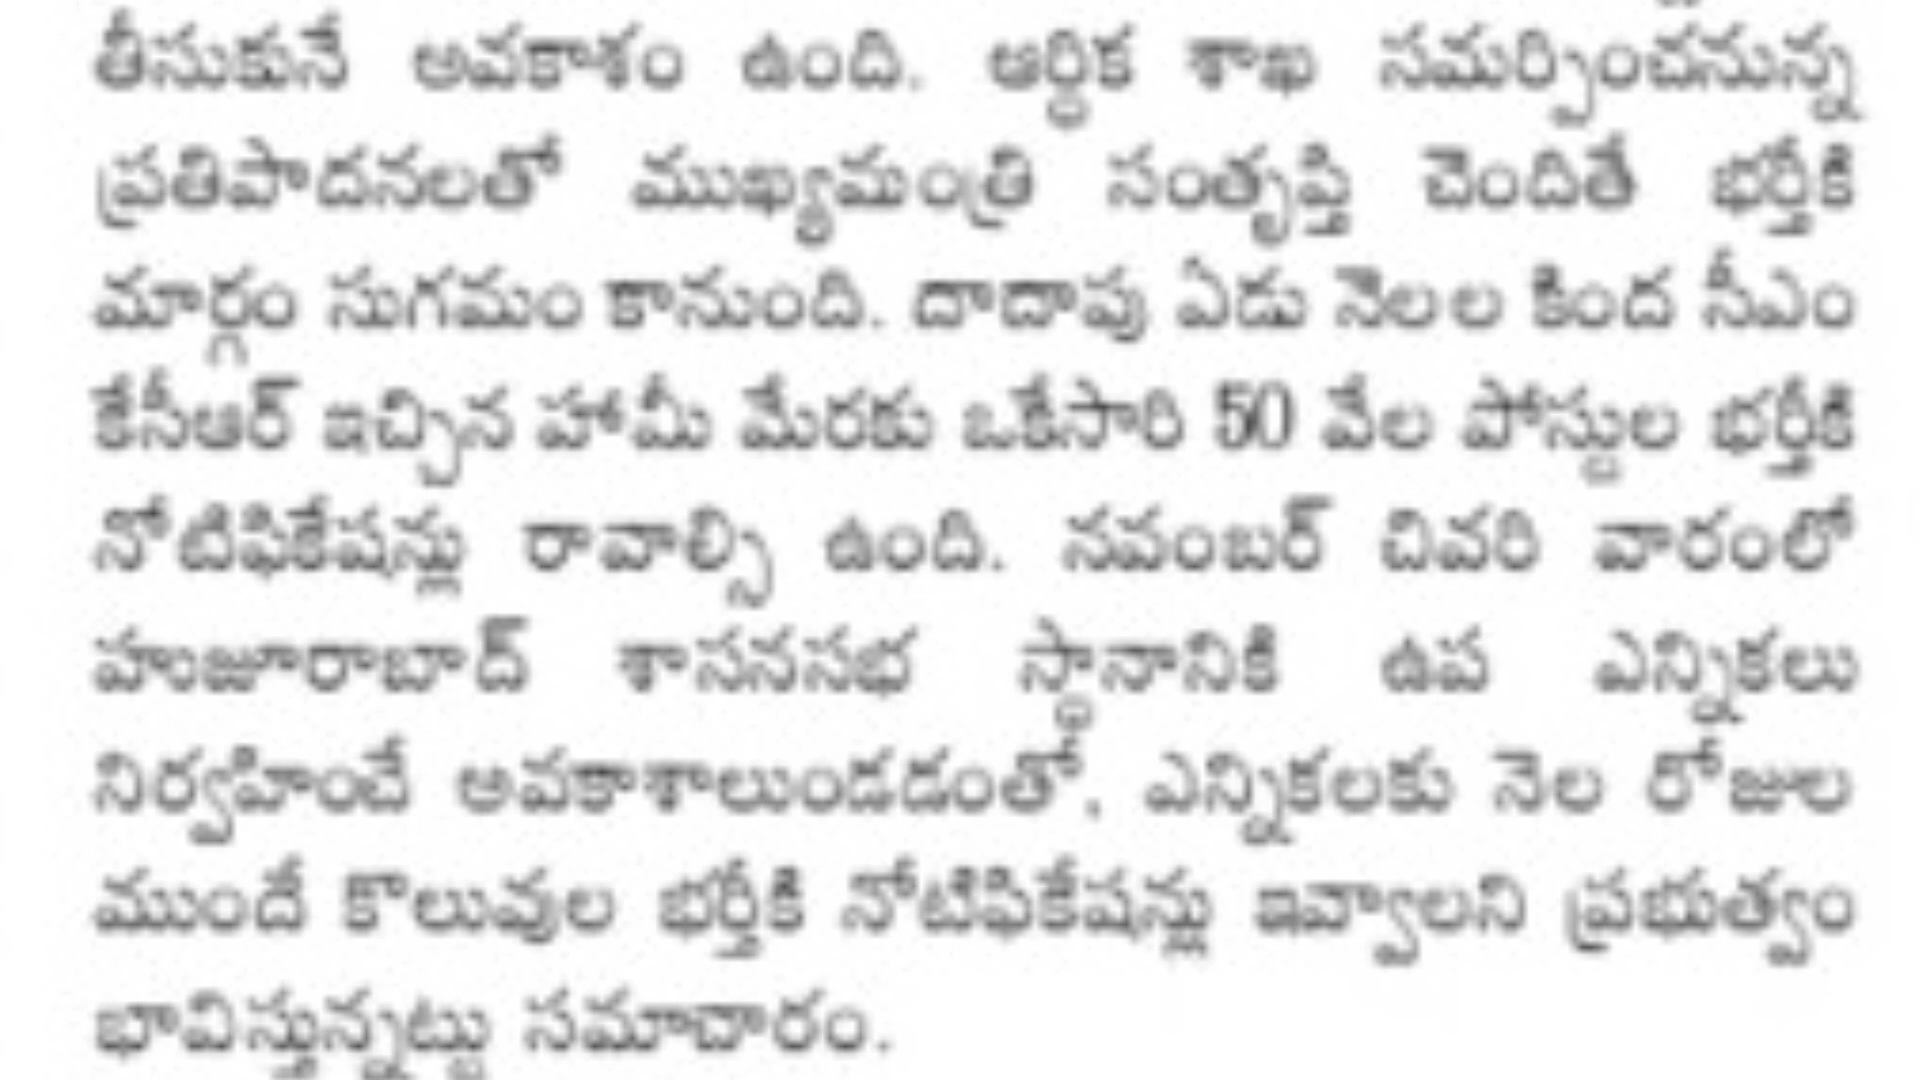 తీసుకునే అవకాశం ఉంది. ఆర్థిక శాఖ సమర్పించనున్న
ప్రతిపాదనలతో ముఖ్యమంత్రి సంతృప్తి చెందితే భర్తీకి
మార్గం సుగమం కానుంది. దాదాపు ఏడు నెలల కింద సీఎం
కేసీఆర్ ఇచ్చిన హామీ మేరకు ఒకేసారి 50 వేల పోస్టుల భర్తీకి
నోటిఫికేషన్లు రావాల్సి ఉంది. నవంబర్ చివరి వారంలో
హుజూరాబాద్ శాసనసభ స్థానానికి ఉప ఎన్నికలు
నిర్వహించే అవకాశాలుండడంతో, ఎన్నికలకు నెల రోజుల
ముందే కొలువుల భర్తీకి నోటిఫికేషన్లు ఇవ్వాలని ప్రభుత్వం
భావిస్తున్నట్టు సమాచారం.